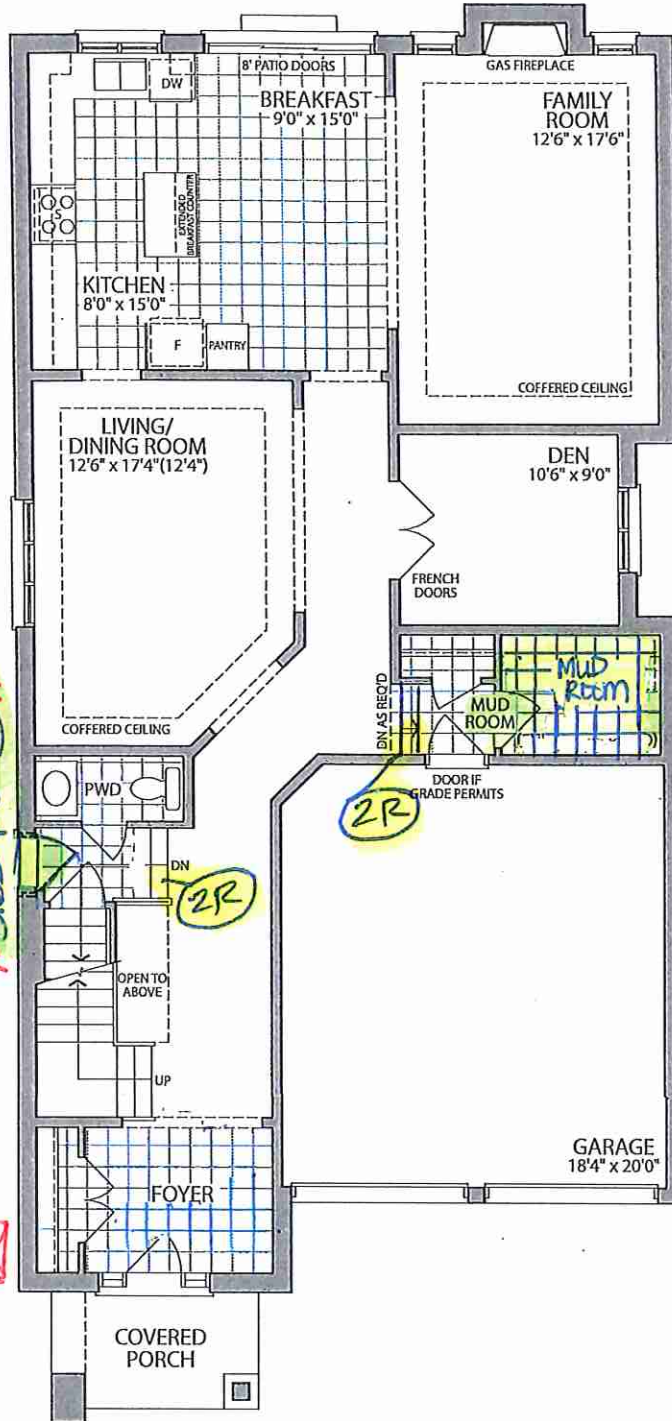 8' PATIO DOORS
GAS FIREPLACE
DW
BREAKFAST
9'0" x 15'0"
FAMILY
ROOM
12'6" x 17'6"
S
EXTENDED
BREAKFAST COUNTER
KITCHEN
8'0" x 15'0"
F
PANTRY
COFFERED CEILING
LIVING/
DINING ROOM
12'6" x 17'4"(12'4")
DEN
10'6" x 9'0"
FRENCH
DOORS
MUD
ROOM
MUD
ROOM
DN AS REQ'D
COFFERED CEILING
DOOR IF
GRADE PERMITS
PWD
2R
DN
2R
OPEN TO
ABOVE
UP
GARAGE
18'4" x 20'0"
FOYER
COVERED
PORCH